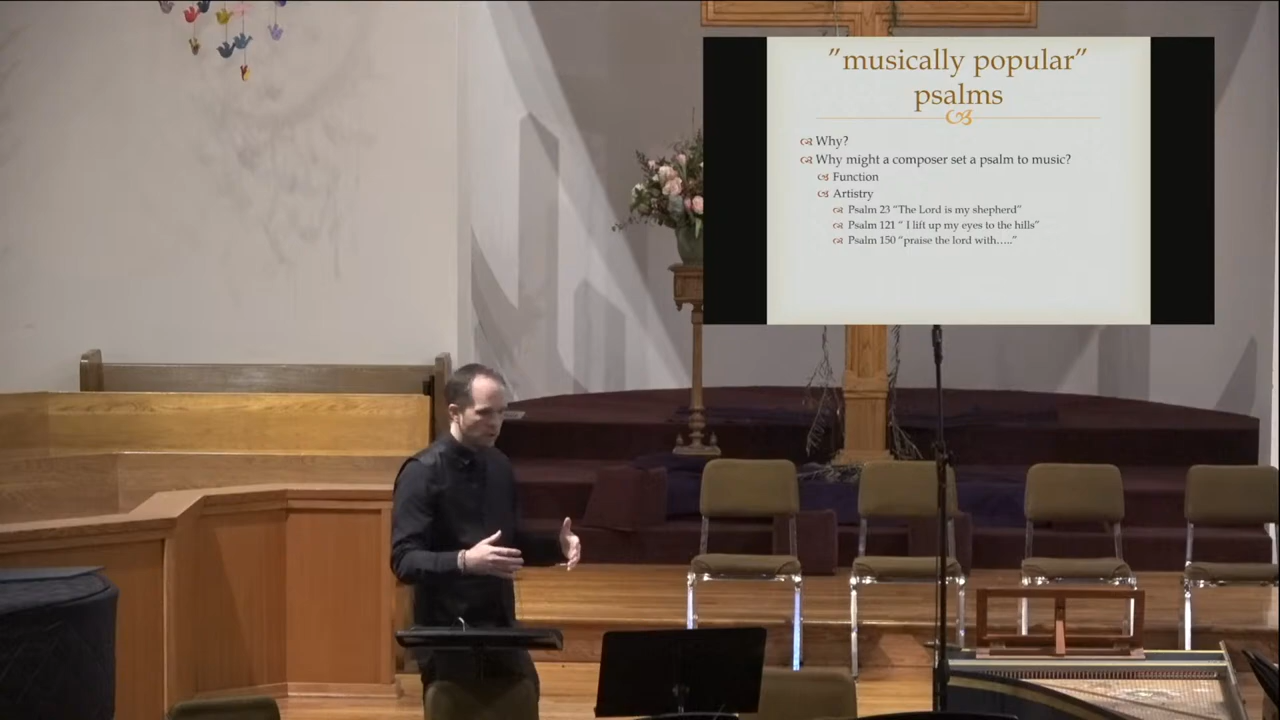 ”musically popular”
psalms
Why?
Why might a composer set a psalm to music?
Function
Artistry
Psalm 23 “The Lord is my shepherd”
Psalm 121 “ I lift up my eyes to the hills”
Psalm 150 “praise the lord with…..”